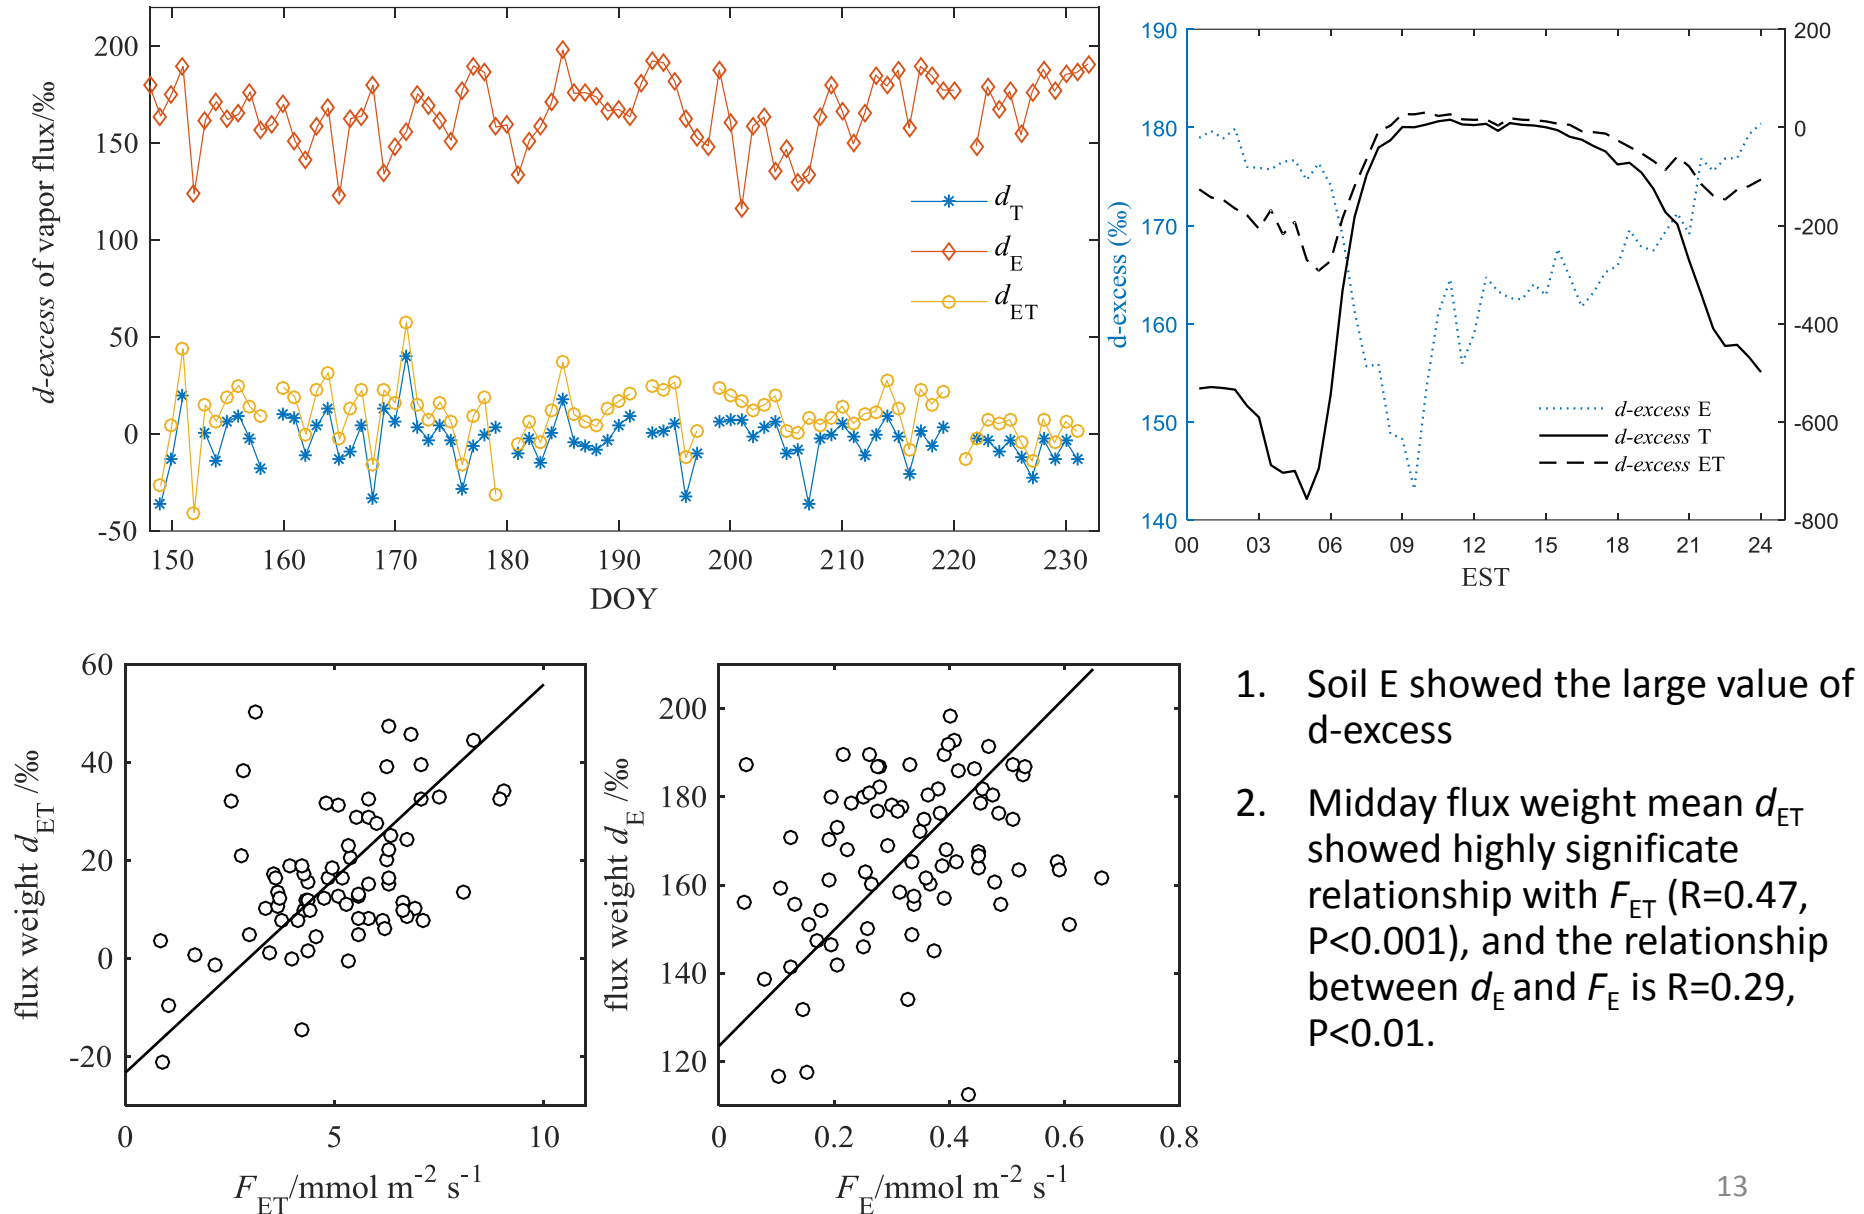 200
150
100
50
0
-50
150
160
170
180
190
200
210
220
230
d-excess of vapor flux/‰
DOY
dT
dE
dET
190
180
170
160
150
140
d-excess (‰)
200
0
-200
-400
-600
-800
00
03
06
09
12
15
18
21
24
EST
d-excess E
d-excess T
d-excess ET
60
40
20
0
-20
flux weight dET /‰
0
5
10
FET/mmol m-2 s-1
200
180
160
140
120
flux weight dE /‰
0
0.2
0.4
0.6
0.8
FE/mmol m-2 s-1
1. Soil E showed the large value of
d-excess
2. Midday flux weight mean dET
showed highly significate
relationship with FET (R=0.47,
P<0.001), and the relationship
between dE and FE is R=0.29,
P<0.01.
13